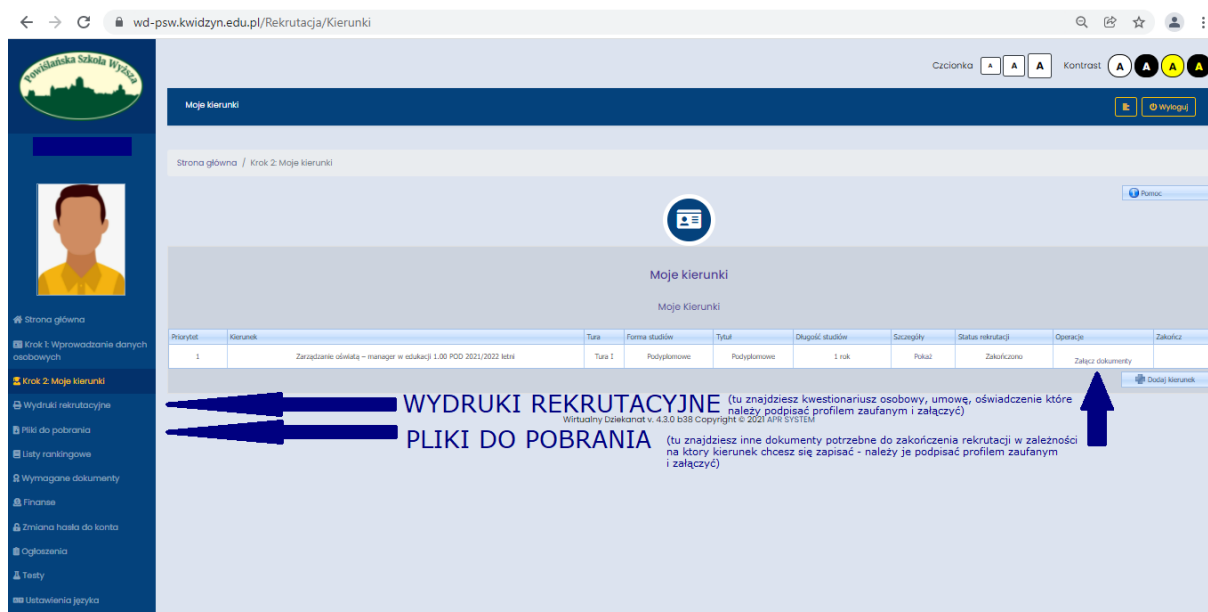 wd-psw.kwidzyn.edu.pl/Rekrutacja/Kierunki
Powiślańska Szkoła Wyższa
Czcionka A A A Kontrast A A A A
Moje kierunki
Wyloguj
Strona główna / Krok 2: Moje kierunki
Pomoc
Moje kierunki
Moje Kierunki
Strona główna
Krok 1: Wprowadzanie danych
osobowych
Krok 2: Moje kierunki
Wydruki rekrutacyjne
Pliki do pobrania
Listy rankingowe
Wymagane dokumenty
Finanse
Zmiana hasła do konta
Ogłoszenia
Testy
Ustawienia języka
Priorytet Kierunek Tura Forma studiów Tytuł Długość studiów Szczegóły Status rekrutacji Operacje Zakończ
1 Zarządzanie oświatą – manager w edukacji 1.00 POD 2021/2022 letni Tura I Podyplomowe Podyplomowe 1 rok Pokaż Zakończono Załącz dokumenty
Dodaj kierunek
WYDRUKI REKRUTACYJNE (tu znajdziesz kwestionariusz osobowy, umowę, oświadczenie które
należy podpisać profilem zaufanym i załączyć)
Wirtualny Dziekanat v. 4.3.0 b38 Copyright © 2021 APR SYSTEM
PLIKI DO POBRANIA (tu znajdziesz inne dokumenty potrzebne do zakończenia rekrutacji w zależności
na ktory kierunek chcesz się zapisać - należy je podpisać profilem zaufanym
i załączyć)